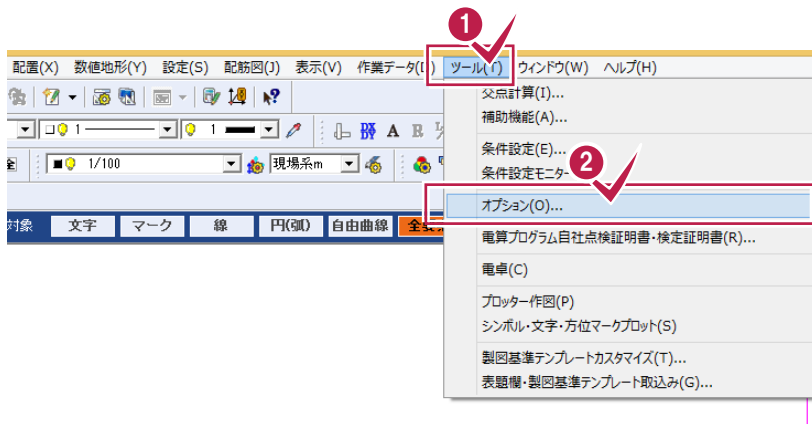 1
配置(X) 数値地形(Y) 設定(S) 配筋図(J) 表示(V) 作業データ( ) ツール(T) ウィンドウ(W) ヘルプ(H)
1 1
A R
1/100 現場系m
対象 文字 マーク 線 円(弧) 自由曲線
交点計算(I)...
補助機能(A)...
条件設定(E)...
条件設定モニター
2
オプション(O)...
電算プログラム自社点検証明書・検定証明書(R)...
電卓(C)
プロッター作図(P)
シンボル・文字・方位マークプロット(S)
製図基準テンプレートカスタマイズ(T)...
表題欄・製図基準テンプレート取込み(G)...